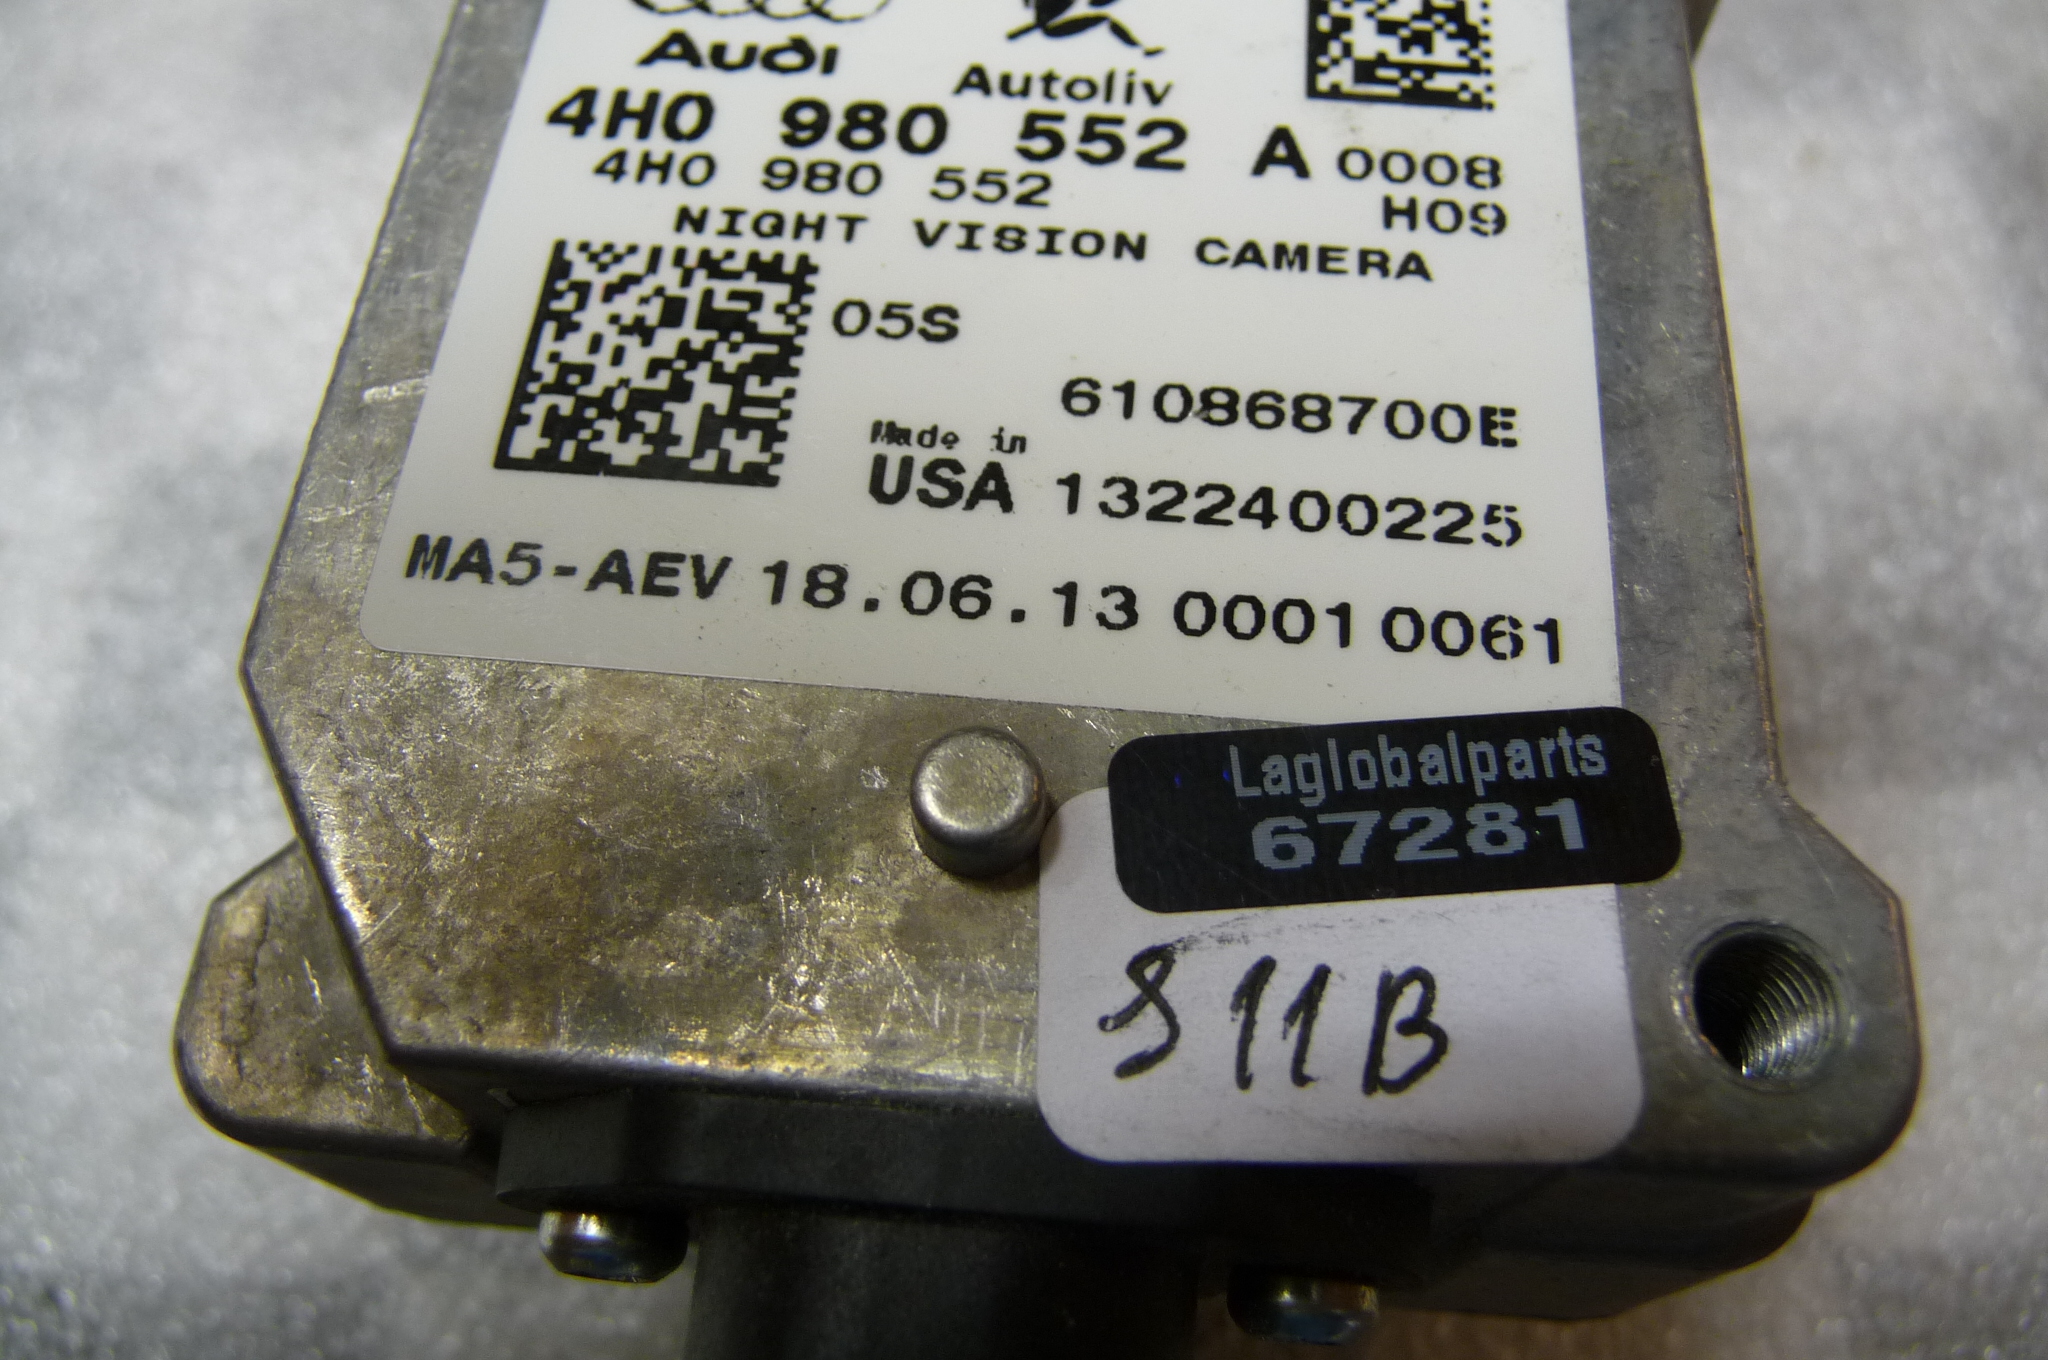 Audi
Autoliv
4H0 980 552 A 0008
4H0 980 552 H09
NIGHT VISION CAMERA
05S
610868700E
Made in
USA 1322400225
MA5-AEV 18.06.13 00010061
Laglobalparts
67281
S11B